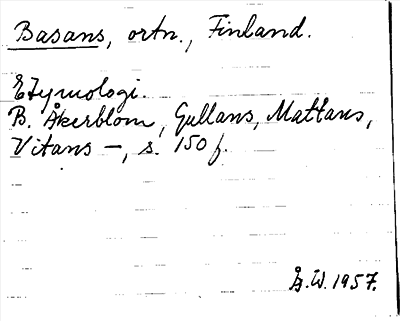 Basans, ortn., Finland.
Etymologi.
B. Åkerblom, Gullans, Mattans,
Vitans –, s. 150 f.
Å.W. 1957.